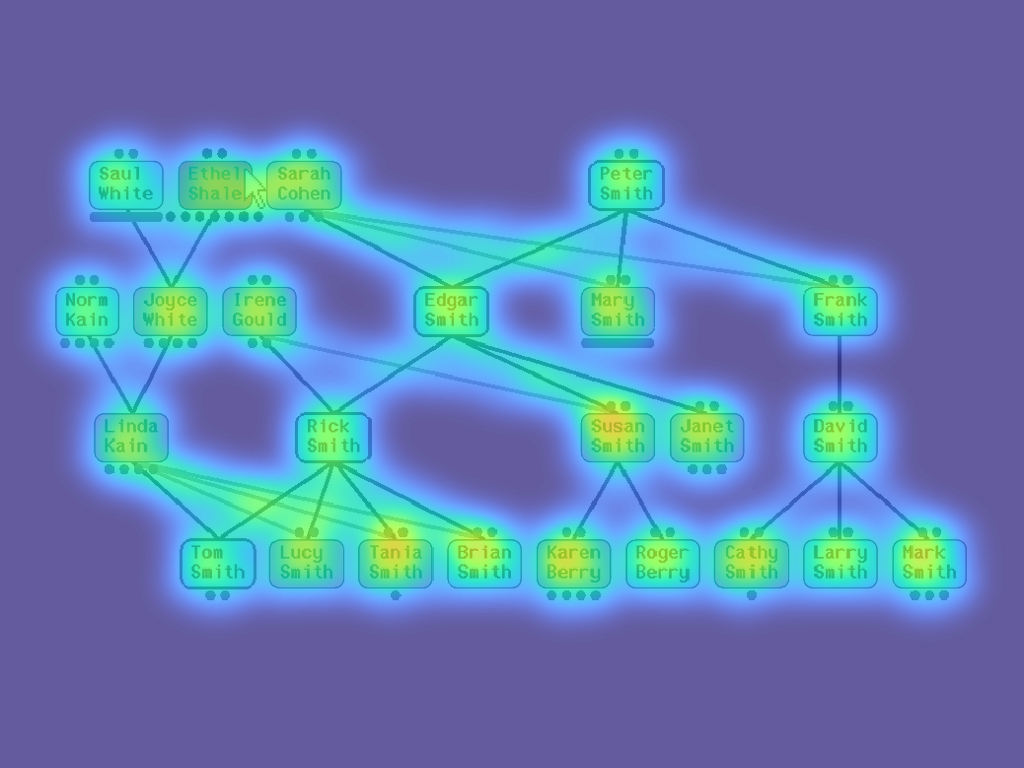 Saul
White
Ethel
Shale
Sarah
Cohen
Peter
Smith
Norm
Kain
Joyce
White
Irene
Gould
Edgar
Smith
Mary
Smith
Frank
Smith
Linda
Kain
Rick
Smith
Susan
Smith
Janet
Smith
David
Smith
Tom
Smith
Lucy
Smith
Tania
Smith
Brian
Smith
Karen
Berry
Roger
Berry
Cathy
Smith
Larry
Smith
Mark
Smith